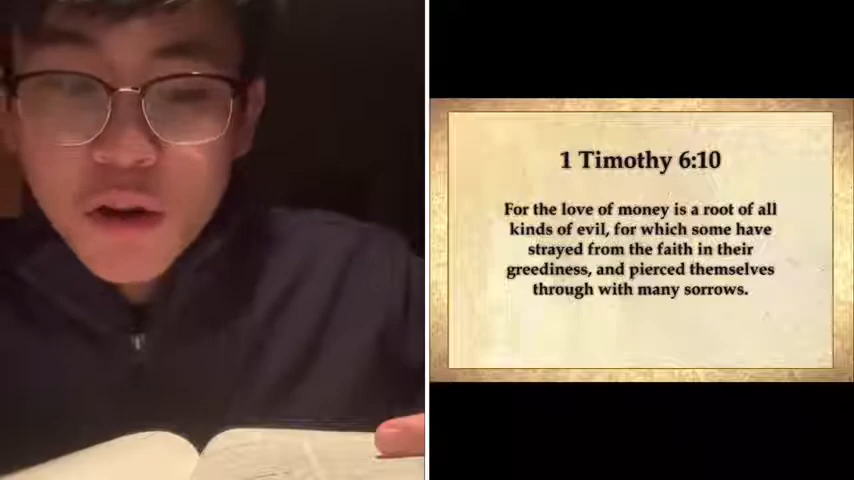 1 Timothy 6:10
For the love of money is a root of all
kinds of evil, for which some have
strayed from the faith in their
greediness, and pierced themselves
through with many sorrows.